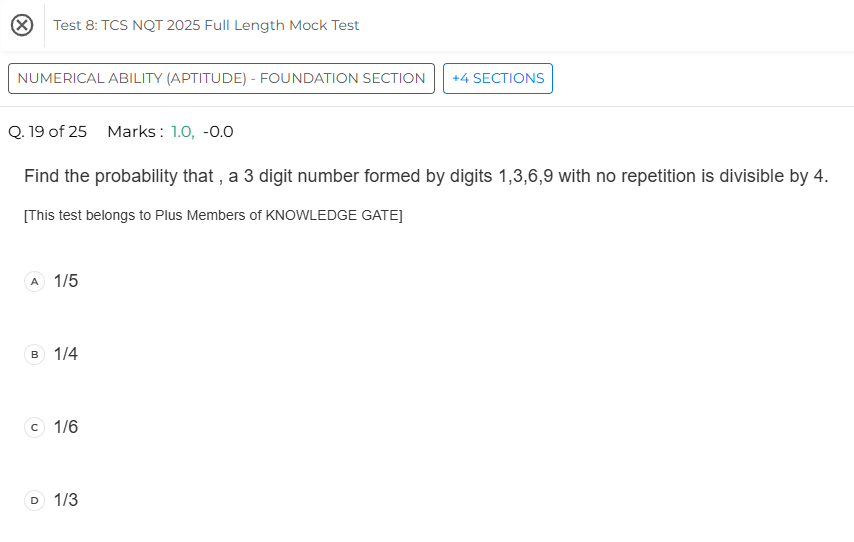 Test 8: TCS NQT 2025 Full Length Mock Test
NUMERICAL ABILITY (APTITUDE) - FOUNDATION SECTION +4 SECTIONS
Q. 19 of 25 Marks : 1.0, -0.0
Find the probability that , a 3 digit number formed by digits 1,3,6,9 with no repetition is divisible by 4.
[This test belongs to Plus Members of KNOWLEDGE GATE]
A 1/5
B 1/4
C 1/6
D 1/3